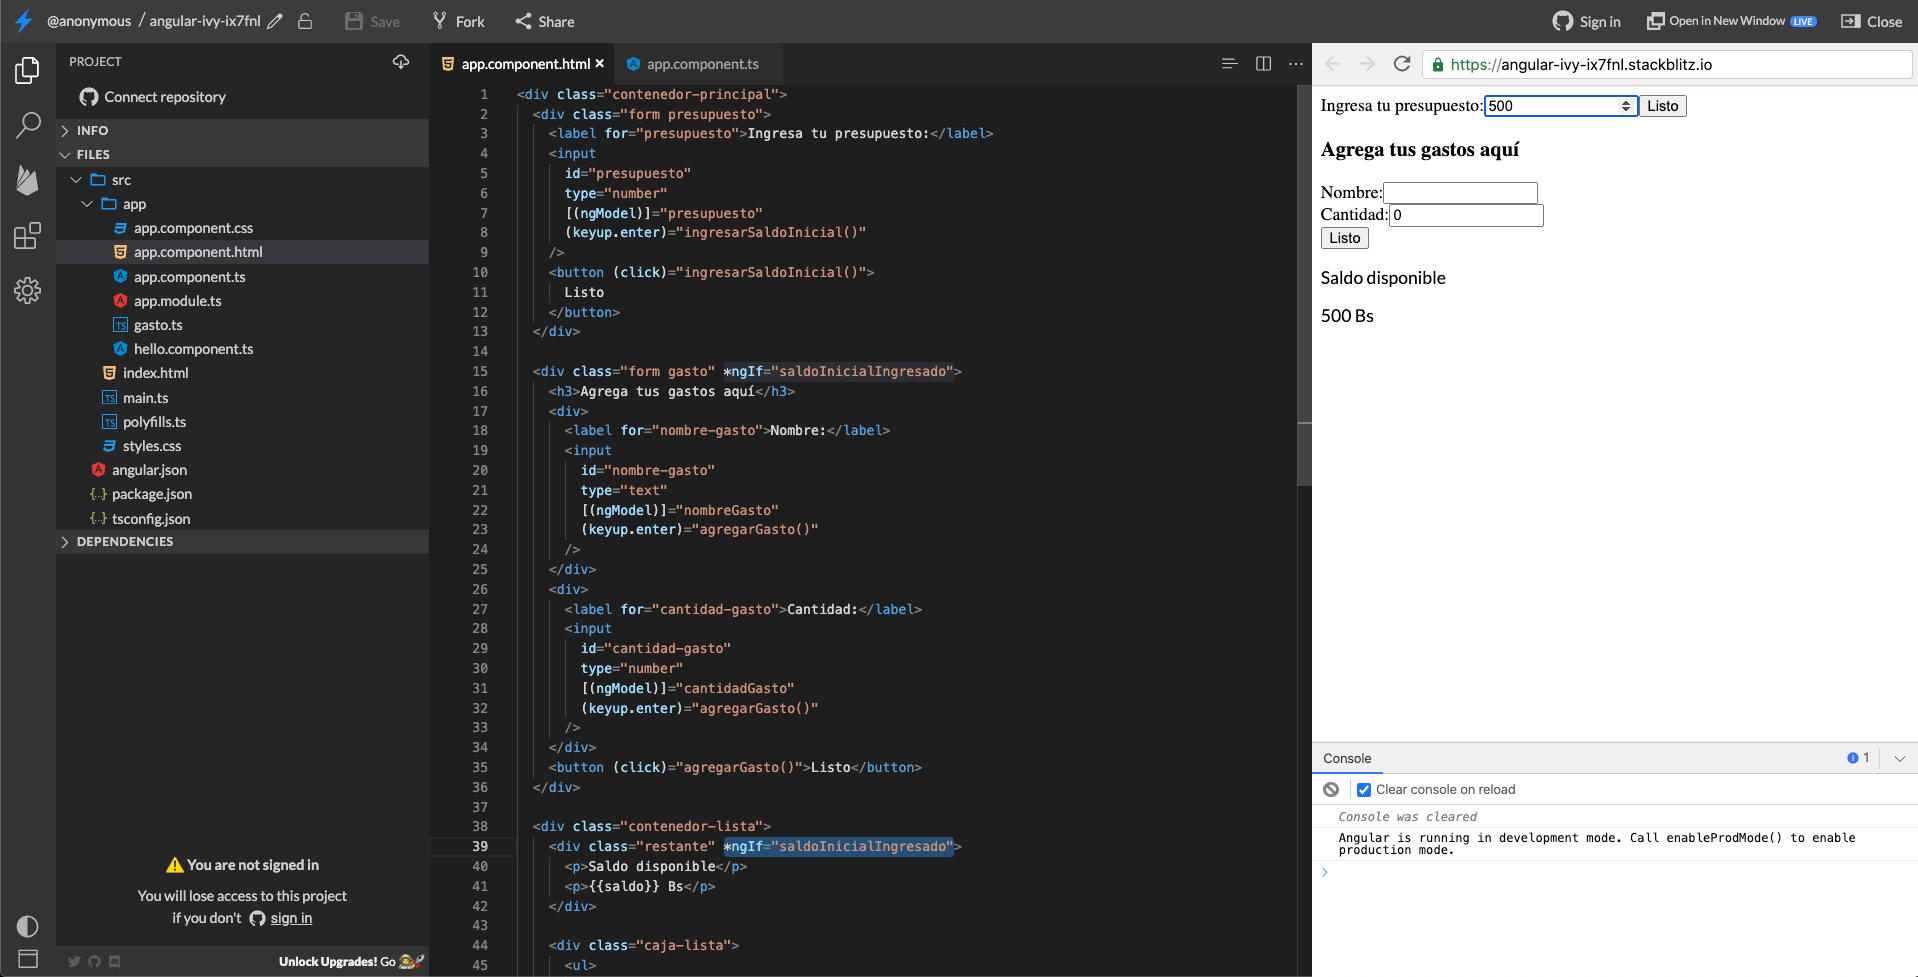 @anonymous / angular-ivy-ix7fnl
Save
Fork
Share
Sign in
Open in New Window LIVE
Close
PROJECT
Connect repository
INFO
FILES
src
app
app.component.css
app.component.html
app.component.ts
app.module.ts
gasto.ts
hello.component.ts
index.html
TS main.ts
TS polyfills.ts
styles.css
angular.json
{..} package.json
{..} tsconfig.json
DEPENDENCIES
You are not signed in
You will lose access to this project
if you don't sign in
Unlock Upgrades! Go
app.component.html ×
app.component.ts
1 <div class="contenedor-principal">
2 <div class="form presupuesto">
3 <label for="presupuesto">Ingresa tu presupuesto:</label>
4 <input
5 id="presupuesto"
6 type="number"
7 [(ngModel)]="presupuesto"
8 (keyup.enter)="ingresarSaldoInicial()"
9 />
10 <button (click)="ingresarSaldoInicial()">
11 Listo
12 </button>
13 </div>
14
15 <div class="form gasto" *ngIf="saldoInicialIngresado">
16 <h3>Agrega tus gastos aquí</h3>
17 <div>
18 <label for="nombre-gasto">Nombre:</label>
19 <input
20 id="nombre-gasto"
21 type="text"
22 [(ngModel)]="nombreGasto"
23 (keyup.enter)="agregarGasto()"
24 />
25 </div>
26 <div>
27 <label for="cantidad-gasto">Cantidad:</label>
28 <input
29 id="cantidad-gasto"
30 type="number"
31 [(ngModel)]="cantidadGasto"
32 (keyup.enter)="agregarGasto()"
33 />
34 </div>
35 <button (click)="agregarGasto()">Listo</button>
36 </div>
37
38 <div class="contenedor-lista">
39 <div class="restante" *ngIf="saldoInicialIngresado">
40 <p>Saldo disponible</p>
41 <p>{{saldo}} Bs</p>
42 </div>
43
44 <div class="caja-lista">
45 <ul>
https://angular-ivy-ix7fnl.stackblitz.io
Ingresa tu presupuesto: 500 Listo
Agrega tus gastos aquí
Nombre:
Cantidad: 0
Listo
Saldo disponible
500 Bs
Console
1
Clear console on reload
Console was cleared
Angular is running in development mode. Call enableProdMode() to enable
production mode.